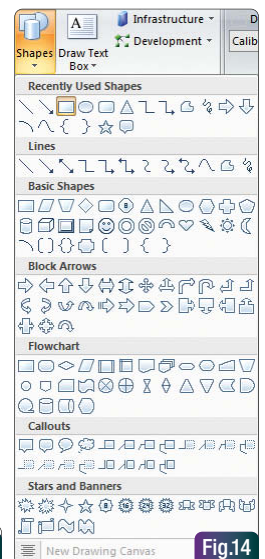 Infrastructure
Development
Shapes
Draw Text
Box
Calib
Recently Used Shapes
Lines
Basic Shapes
Block Arrows
Flowchart
Callouts
Stars and Banners
New Drawing Canvas
Fig.14